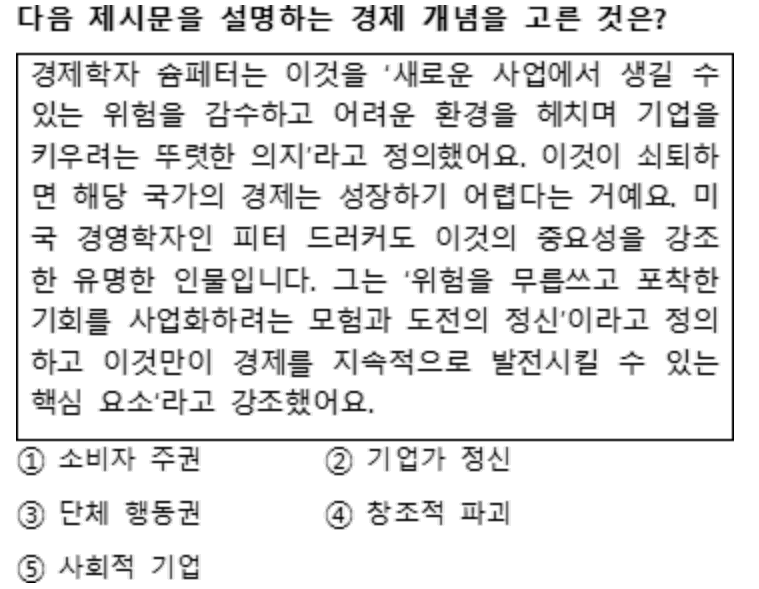 다음 제시문을 설명하는 경제 개념을 고른 것은?
경제학자 슘페터는 이것을 ‘새로운 사업에서 생길 수
있는 위험을 감수하고 어려운 환경을 헤치며 기업을
키우려는 뚜렷한 의지’라고 정의했어요. 이것이 쇠퇴하
면 해당 국가의 경제는 성장하기 어렵다는 거예요. 미
국 경영학자인 피터 드러커도 이것의 중요성을 강조
한 유명한 인물입니다. 그는 ‘위험을 무릅쓰고 포착한
기회를 사업화하려는 모험과 도전의 정신’이라고 정의
하고 이것만이 경제를 지속적으로 발전시킬 수 있는
핵심 요소‘라고 강조했어요.
① 소비자 주권 ② 기업가 정신
③ 단체 행동권 ④ 창조적 파괴
⑤ 사회적 기업